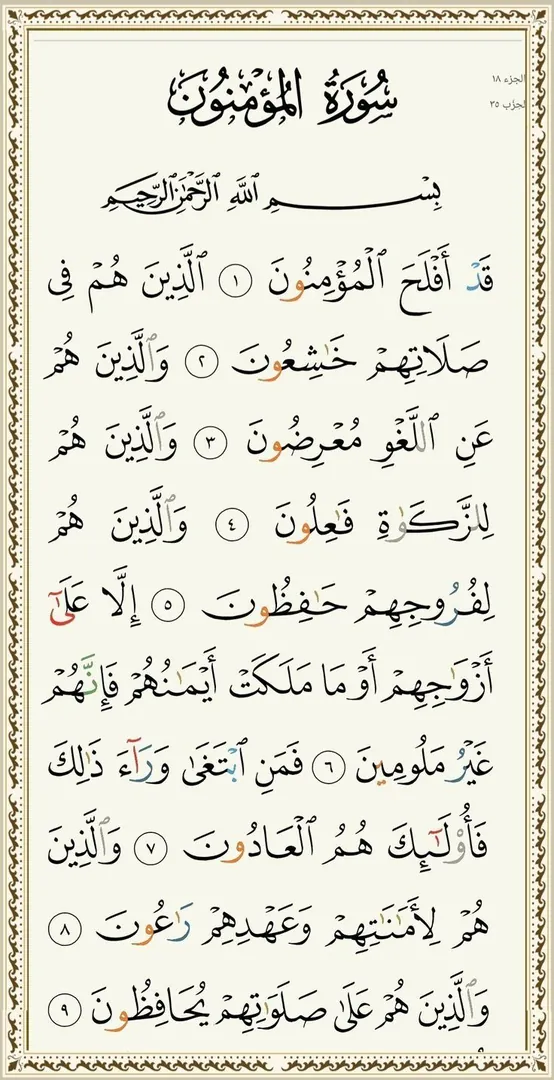 سُورَةُ المُؤْمِنُونَ
الجزء ١٨
لحزب ٣٥
بِسْمِ ٱللَّهِ ٱلرَّحْمَٰنِ ٱلرَّحِيمِ
قَدْ أَفْلَحَ ٱلْمُؤْمِنُونَ ١ ٱلَّذِينَ هُمْ فِى
صَلَاتِهِمْ خَٰشِعُونَ ٢ وَٱلَّذِينَ هُمْ
عَنِ ٱللَّغْوِ مُعْرِضُونَ ٣ وَٱلَّذِينَ هُمْ
لِلزَّكَوٰةِ فَٰعِلُونَ ٤ وَٱلَّذِينَ هُمْ
لِفُرُوجِهِمْ حَٰفِظُونَ ٥ إِلَّا عَلَىٰٓ
أَزْوَٰجِهِمْ أَوْ مَا مَلَكَتْ أَيْمَٰنُهُمْ فَإِنَّهُمْ
غَيْرُ مَلُومِينَ ٦ فَمَنِ ٱبْتَغَىٰ وَرَآءَ ذَٰلِكَ
فَأُو۟لَٰٓئِكَ هُمُ ٱلْعَادُونَ ٧ وَٱلَّذِينَ
هُمْ لِأَمَٰنَٰتِهِمْ وَعَهْدِهِمْ رَٰعُونَ ٨
وَٱلَّذِينَ هُمْ عَلَىٰ صَلَوَٰتِهِمْ يُحَافِظُونَ ٩